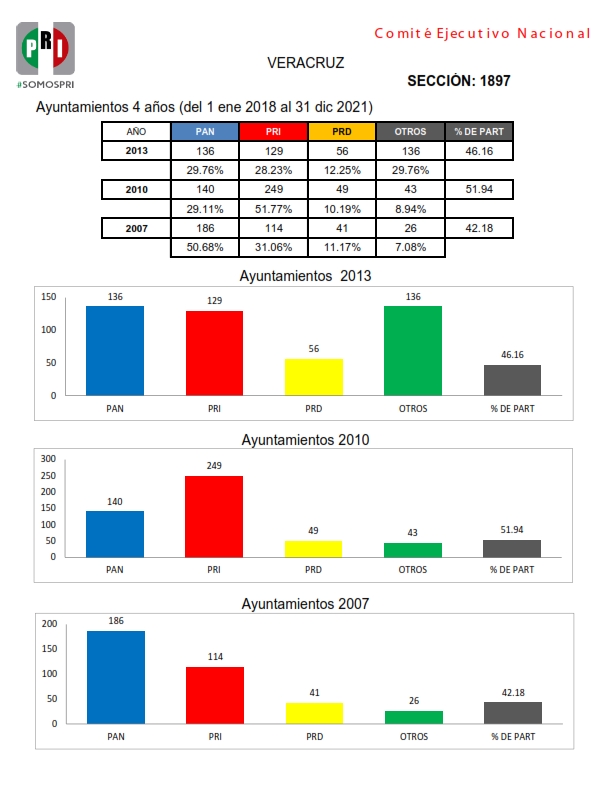 Comité Ejecutivo Nacional
PRI
#SOMOSPRI
VERACRUZ
SECCIÓN: 1897
Ayuntamientos 4 años (del 1 ene 2018 al 31 dic 2021)
AÑO PAN PRI PRD OTROS % DE PART
2013 136 129 56 136 46.16
29.76% 28.23% 12.25% 29.76%
2010 140 249 49 43 51.94
29.11% 51.77% 10.19% 8.94%
2007 186 114 41 26 42.18
50.68% 31.06% 11.17% 7.08%
Ayuntamientos 2013
150
100
50
0
136 129 56 136 46.16
PAN PRI PRD OTROS % DE PART
Ayuntamientos 2010
300
250
200
150
100
50
0
140 249 49 43 51.94
PAN PRI PRD OTROS % DE PART
Ayuntamientos 2007
200
150
100
50
0
186 114 41 26 42.18
PAN PRI PRD OTROS % DE PART